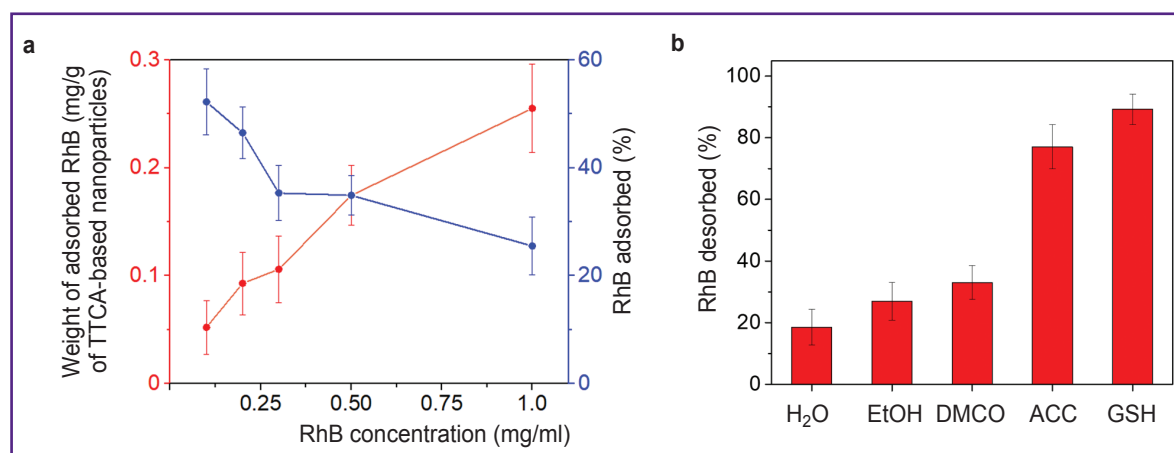 a
Weight of adsorbed RhB (mg/g
of TTCA-based nanoparticles)
0.3
0.2
0.1
0
60
40
20
0
RhB adsorbed (%)
0.25 0.50 0.75 1.0
RhB concentration (mg/ml)
b
RhB desorbed (%)
100
80
60
40
20
0
H₂O EtOH DMCO ACC GSH